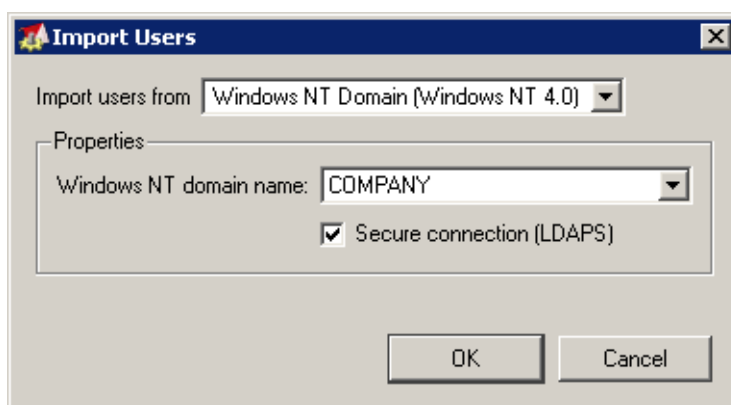 Import Users
Import users from Windows NT Domain (Windows NT 4.0)
Properties
Windows NT domain name: COMPANY
Secure connection (LDAPS)
OK Cancel